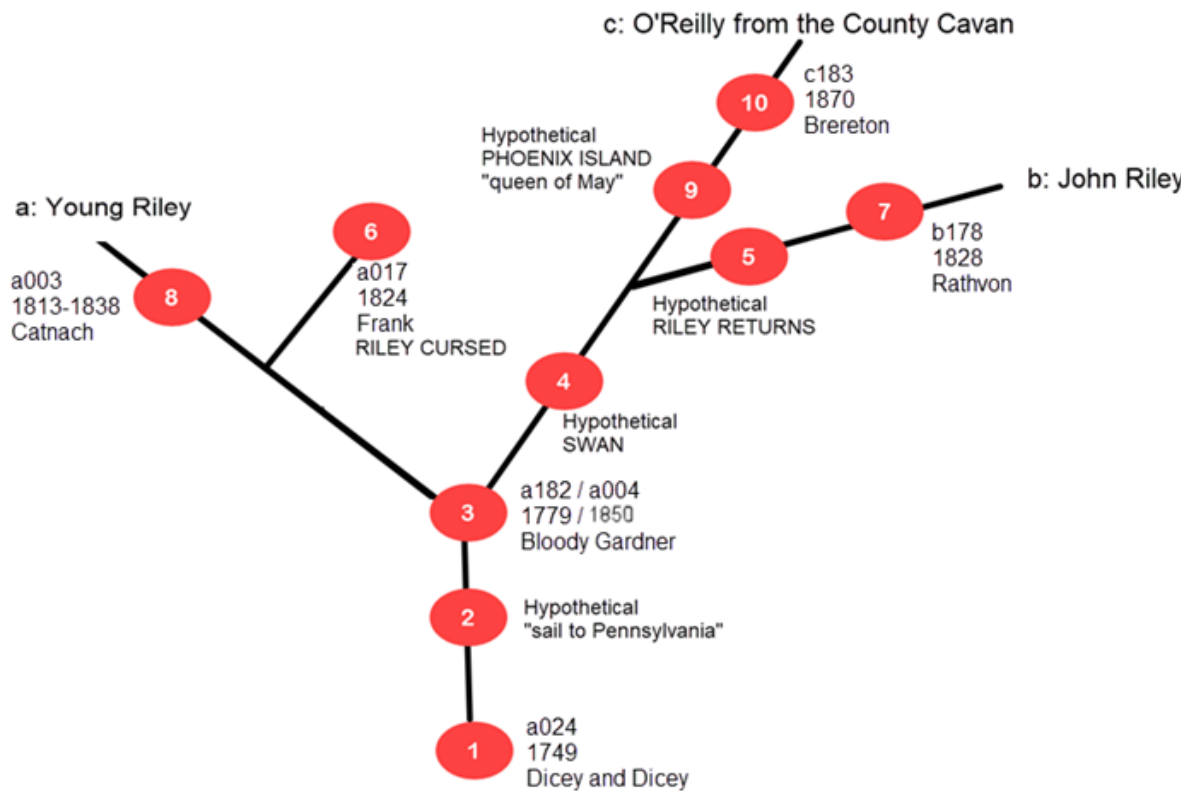 c: O'Reilly from the County Cavan
10
c183
1870
Brereton
Hypothetical
PHOENIX ISLAND
"queen of May"
9
b: John Riley
7
b178
1828
Rathvon
a: Young Riley
6
a017
1824
Frank
RILEY CURSED
5
Hypothetical
RILEY RETURNS
a003
1813-1838
Catnach
8
4
Hypothetical
SWAN
3
a182 / a004
1779 / 1850
Bloody Gardner
2
Hypothetical
"sail to Pennsylvania"
1
a024
1749
Dicey and Dicey